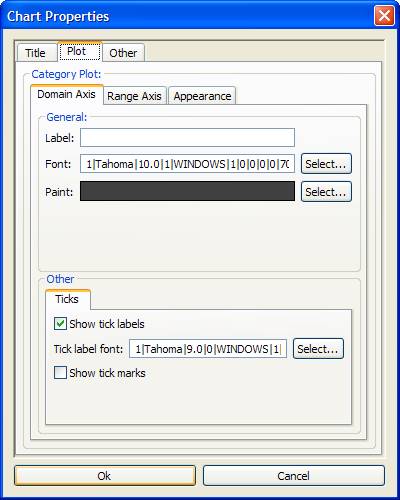 Chart Properties
Title Plot Other
Category Plot:
Domain Axis Range Axis Appearance
General:
Label:
Font: 1|Tahoma|10.0|1|WINDOWS|1|0|0|0|0|70 Select...
Paint: Select...
Other
Ticks
Show tick labels
Tick label font: 1|Tahoma|9.0|0|WINDOWS|1| Select...
Show tick marks
Ok Cancel